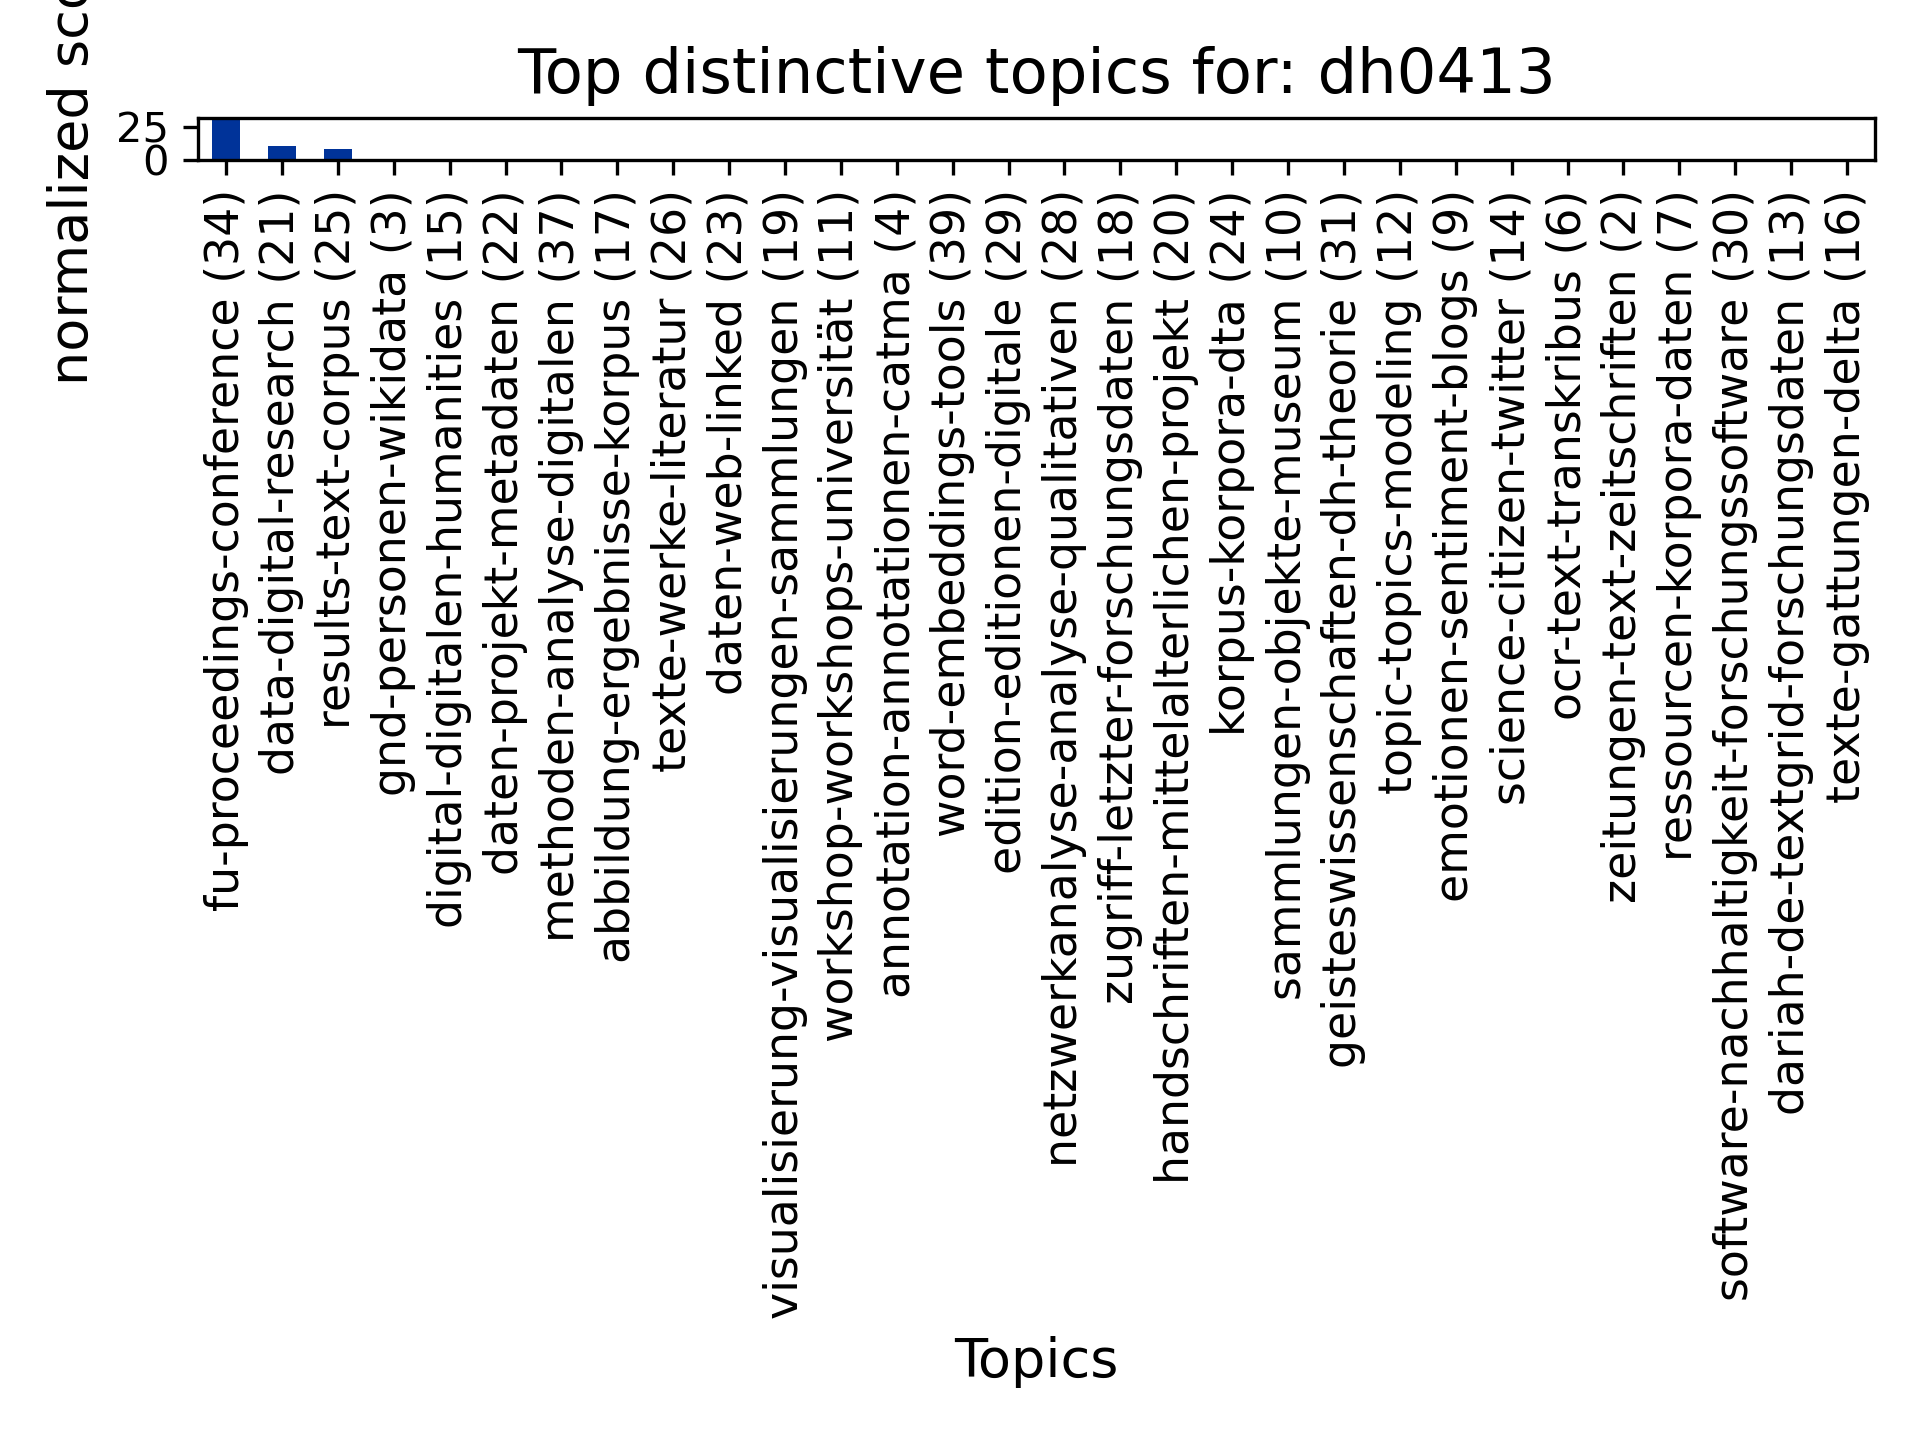 Top distinctive topics for: dh0413
normalized
25
0
fu-proceedings-conference (34)
data-digital-research (21)
results-text-corpus (25)
gnd-personen-wikidata (3)
digital-digitalen-humanities (15)
daten-projekt-metadaten (22)
methoden-analyse-digitalen (37)
abbildung-ergebnisse-korpus (17)
texte-werke-literatur (26)
daten-web-linked (23)
visualisierung-visualisierungen-sammlungen (19)
workshop-workshops-universität (11)
annotation-annotationen-catma (4)
word-embeddings-tools (39)
edition-editionen-digitale (29)
netzwerkanalyse-analyse-qualitativen (28)
zugriff-letzter-forschungsdaten (18)
handschriften-mittelalterlichen-projekt (20)
korpus-korpora-dta (24)
sammlungen-objekte-museum (10)
geisteswissenschaften-dh-theorie (31)
topic-topics-modeling (12)
emotionen-sentiment-blogs (9)
science-citizen-twitter (14)
ocr-text-transkribus (6)
zeitungen-text-zeitschriften (2)
ressourcen-korpora-daten (7)
software-nachhaltigkeit-forschungssoftware (30)
dariah-de-textgrid-forschungsdaten (13)
texte-gattungen-delta (16)
Topics